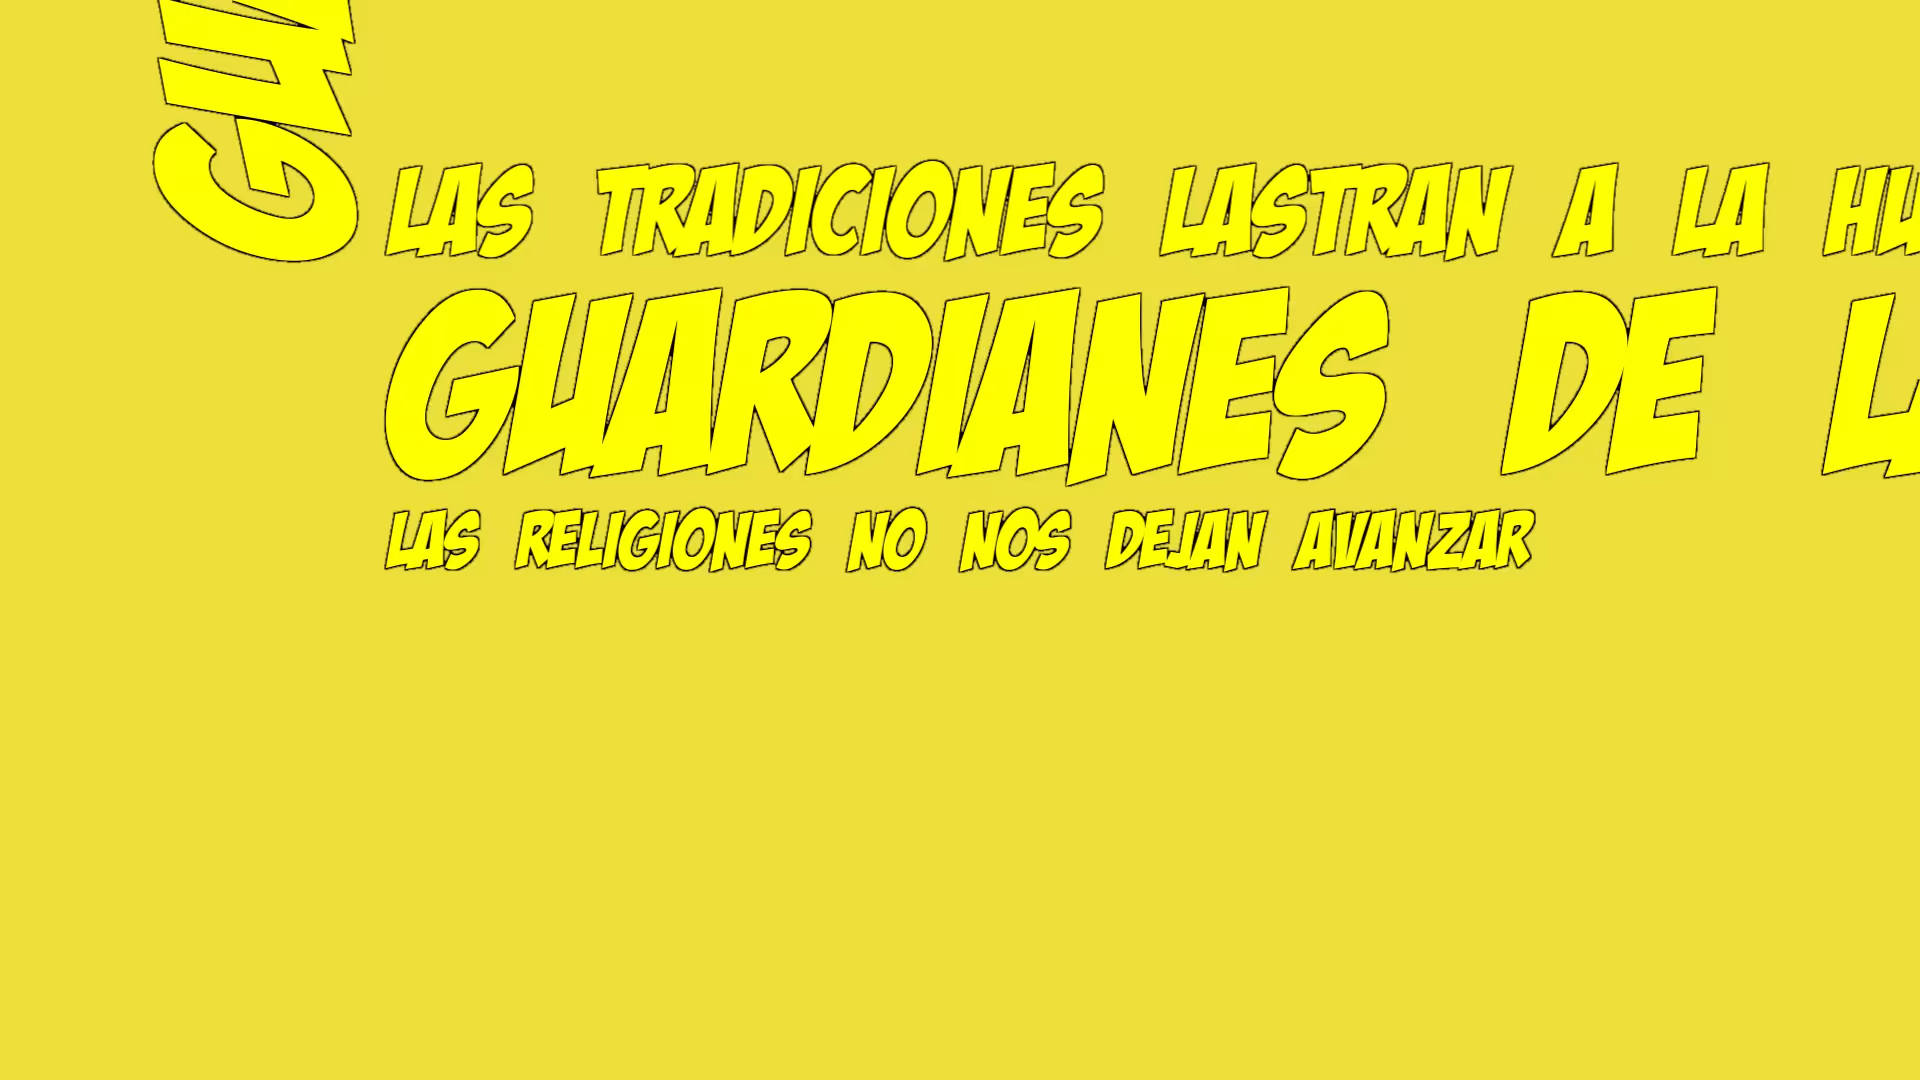 LAS TRADICIONES LASTRAN A LA
GUARDIANES DE
LAS RELIGIONES NO NOS DEJAN AVANZAR